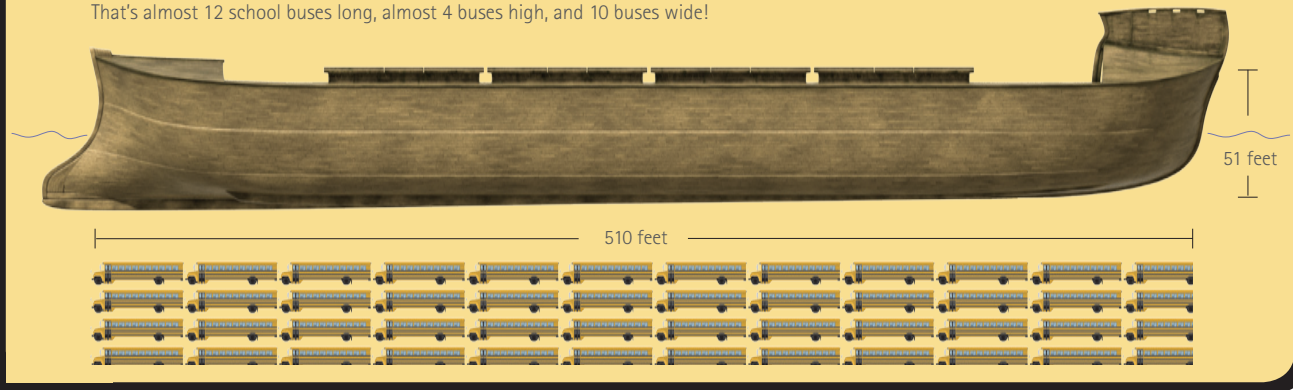 That's almost 12 school buses long, almost 4 buses high, and 10 buses wide!
51 feet
510 feet